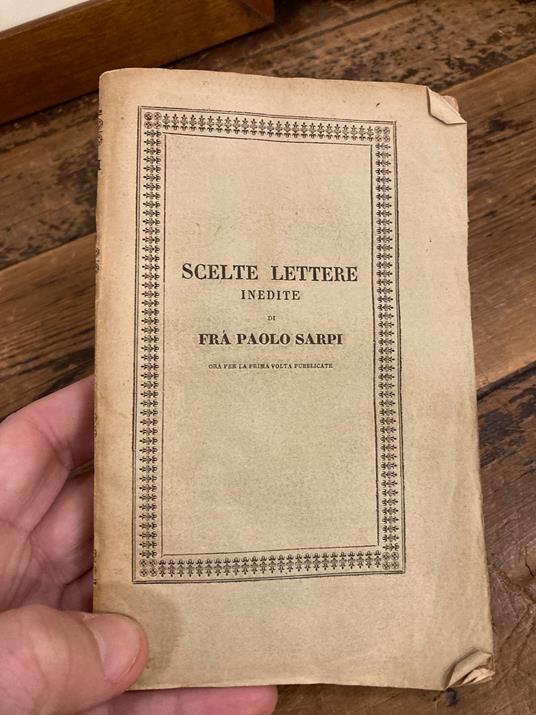 SCELTE LETTERE
INEDITE
DI
FRÀ PAOLO SARPI
ORA PER LA PRIMA VOLTA PUBBLICATE